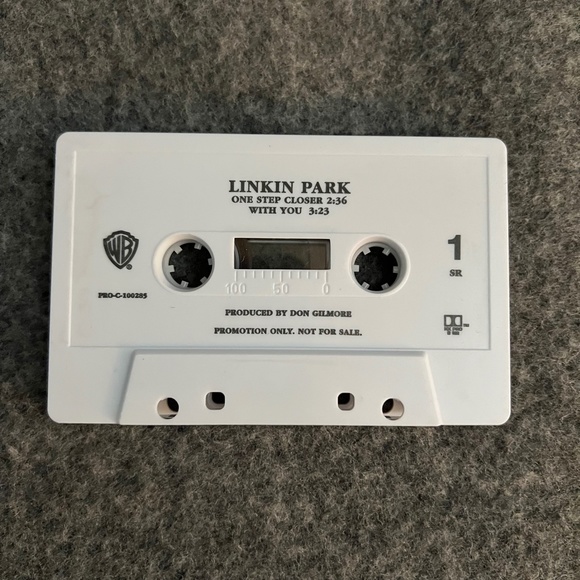 LINKIN PARK
ONE STEP CLOSER 2:36
WITH YOU 3:23
WB
1
SR
100 50 0
PRO-C-100285
PRODUCED BY DON GILMORE
PROMOTION ONLY. NOT FOR SALE.